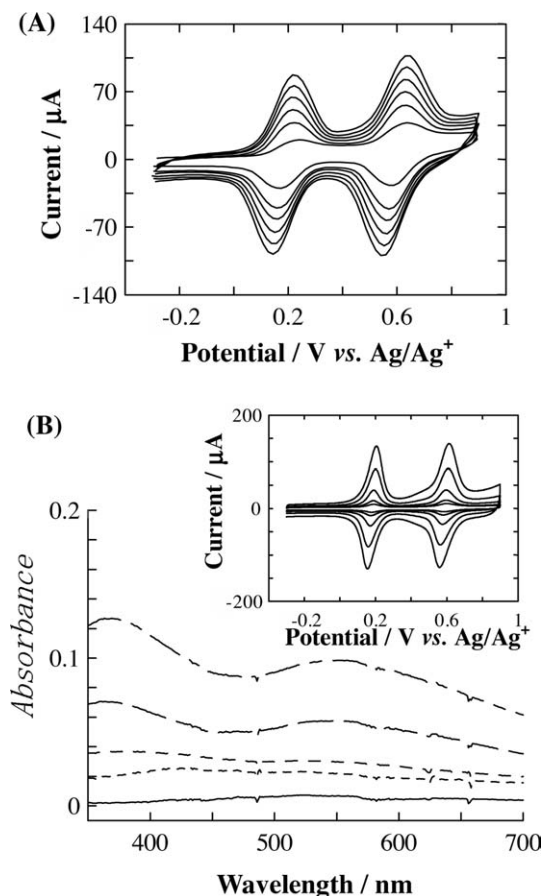 (A)
140
70
0
-70
-140
Current / µA
-0.2 0.2 0.6 1
Potential / V vs. Ag/Ag+
(B)
200
0
-200
Current / µA
-0.2 0.2 0.6 1
Potential / V vs. Ag/Ag+
0.2
0.1
0
Absorbance
400 500 600 700
Wavelength / nm